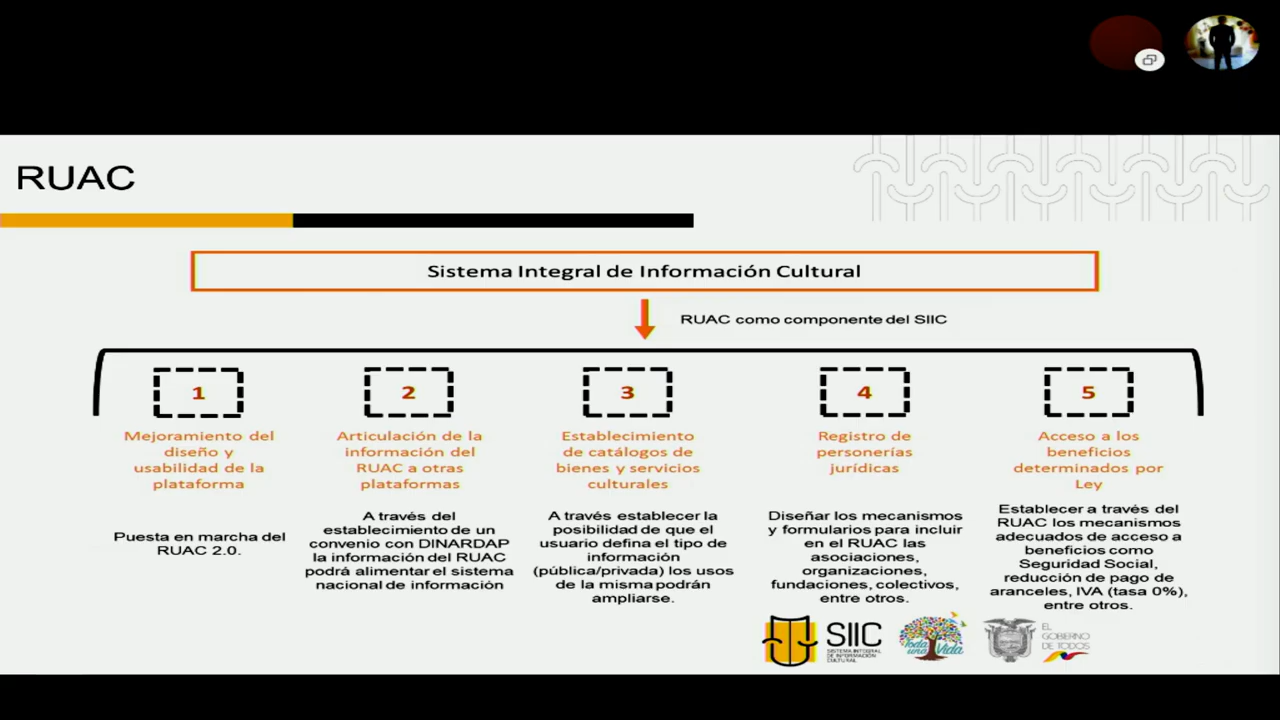 RUAC
Sistema Integral de Información Cultural
RUAC como componente del SIIC
1
Mejoramiento del
diseño y
usabilidad de la
plataforma
Puesta en marcha del
RUAC 2.0.
2
Articulación de la
información del
RUAC a otras
plataformas
A través del
establecimiento de un
convenio con DINARDAP
la información del RUAC
podrá alimentar el sistema
nacional de información
3
Establecimiento
de catálogos de
bienes y servicios
culturales
A través establecer la
posibilidad de que el
usuario defina el tipo de
información
(pública/privada) los usos
de la misma podrán
ampliarse.
4
Registro de
personerías
jurídicas
Diseñar los mecanismos
y formularios para incluir
en el RUAC las
asociaciones,
organizaciones,
fundaciones, colectivos,
entre otros.
5
Acceso a los
beneficios
determinados por
Ley
Establecer a través del
RUAC los mecanismos
adecuados de acceso a
beneficios como
Seguridad Social,
reducción de pago de
aranceles, IVA (tasa 0%),
entre otros.
SIIC
SISTEMA INTEGRAL
DE INFORMACIÓN
CULTURAL
Toda
una Vida
EL
GOBIERNO
DE TODOS